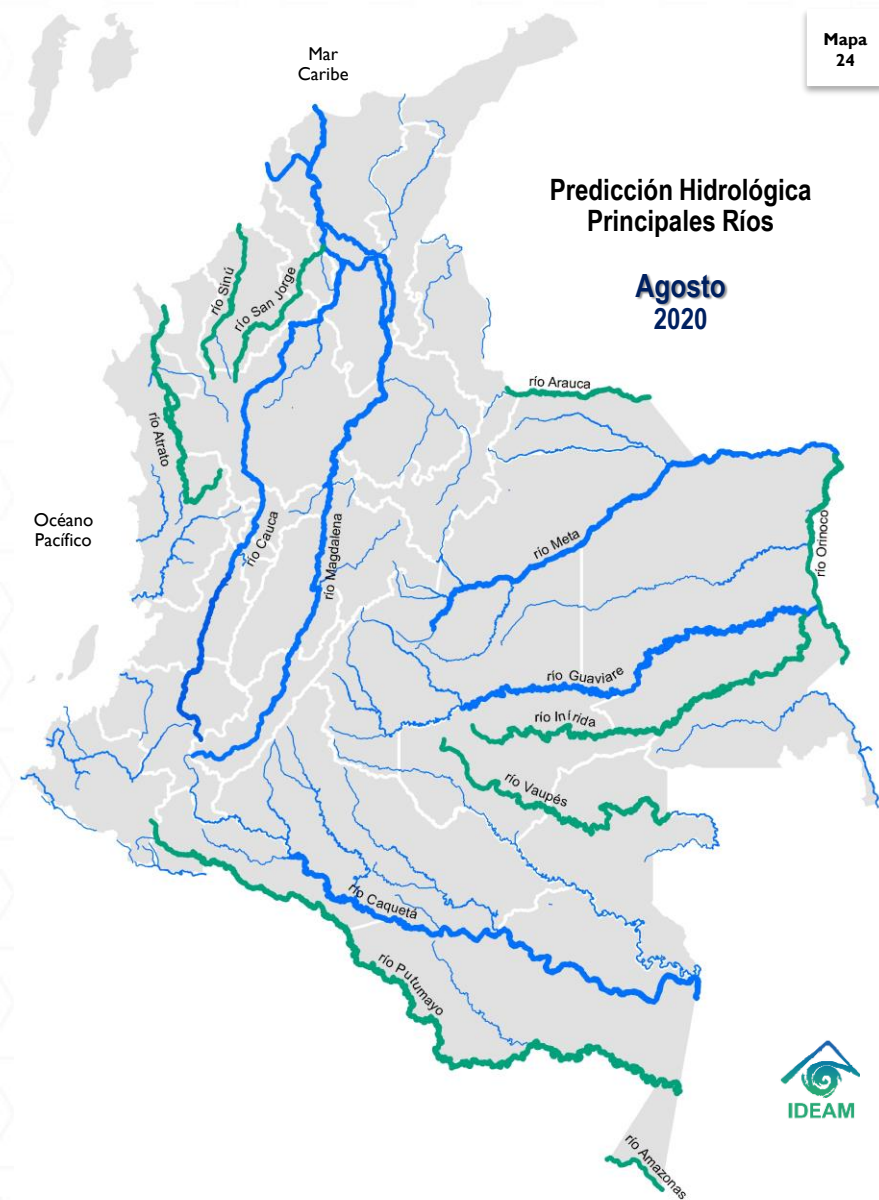 Mapa
24
Mar
Caribe
Predicción Hidrológica
Principales Ríos
Agosto
2020
río Sinú
río San Jorge
río Arauca
río Atrato
Océano
Pacífico
río Cauca
río Magdalena
río Meta
río Orinoco
río Guaviare
río Inírida
río Vaupés
río Caquetá
río Putumayo
IDEAM
río Amazonas